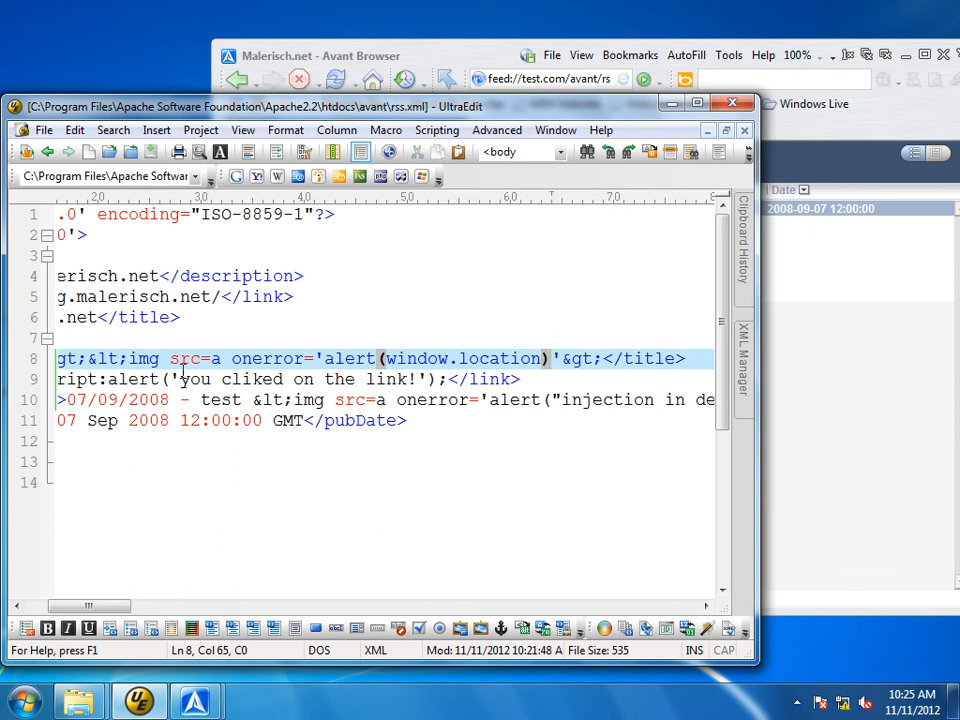 Malerisch.net - Avant Browser
File View Bookmarks AutoFill Tools Help 100%
feed://test.com/avant/rs
[C:\Program Files\Apache Software Foundation\Apache2.2\htdocs\avant\rss.xml] - UltraEdit
Windows Live
File Edit Search Insert Project View Format Column Macro Scripting Advanced Window Help
<body
C:\Program Files\Apache Softwar
Date
2008-09-07 12:00:00
Clipboard History
XML Manager
1 .0' encoding="ISO-8859-1"?>
2 0'>
3
4 erisch.net</description>
5 g.malerisch.net/</link>
6 .net</title>
7
8 gt;&lt;img src=a onerror='alert(window.location)'&gt;</title>
9 ript:alert('you cliked on the link!');</link>
10 >07/09/2008 - test &lt;img src=a onerror='alert("injection in de
11 07 Sep 2008 12:00:00 GMT</pubDate>
12
13
14
For Help, press F1 Ln 8, Col 65, C0 DOS XML Mod: 11/11/2012 10:21:48 A File Size: 535 INS CAP
10:25 AM
11/11/2012